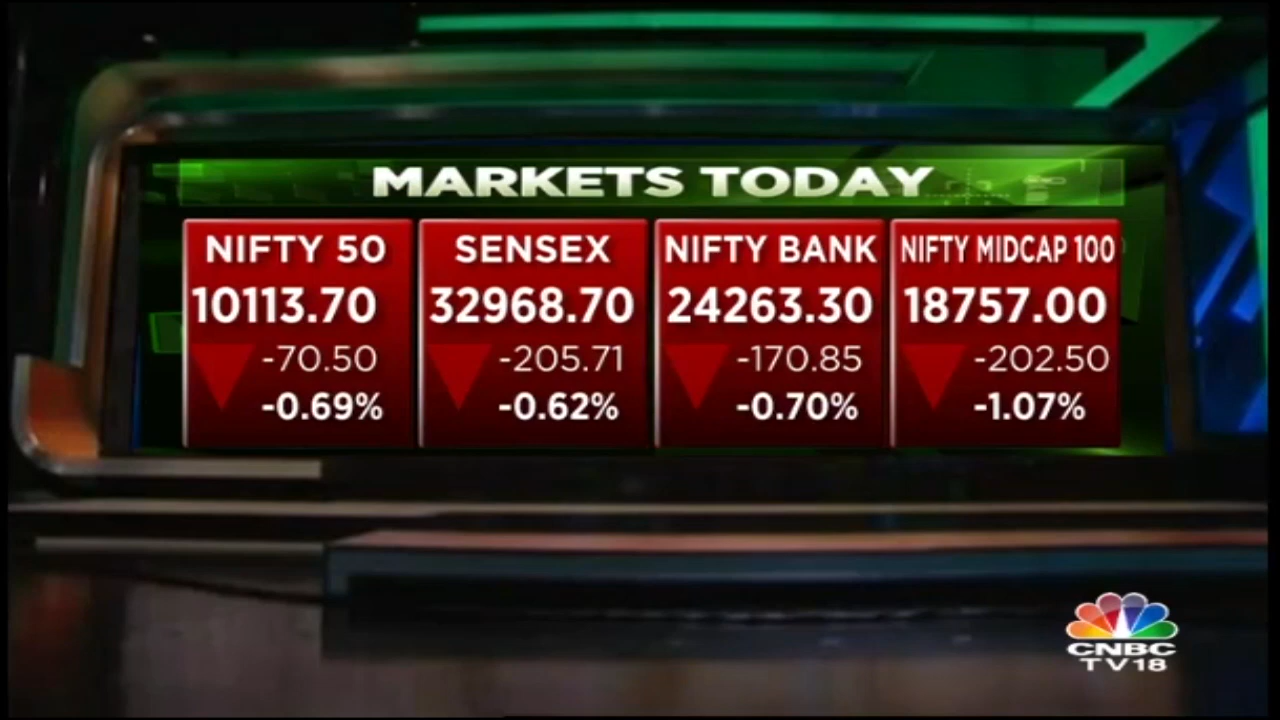 MARKETS TODAY
NIFTY 50
10113.70
-70.50
-0.69%
SENSEX
32968.70
-205.71
-0.62%
NIFTY BANK
24263.30
-170.85
-0.70%
NIFTY MIDCAP 100
18757.00
-202.50
-1.07%
CNBC
TV18